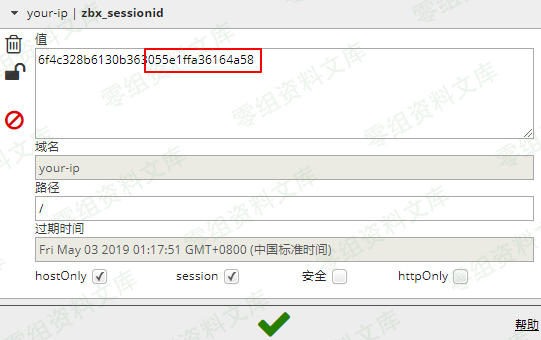 your-ip | zbx_sessionid
值
6f4c328b6130b363055e1ffa36164a58
域名
your-ip
路径
/
过期时间
Fri May 03 2019 01:17:51 GMT+0800 (中国标准时间)
hostOnly session 安全 httpOnly
帮助
零组资料文库